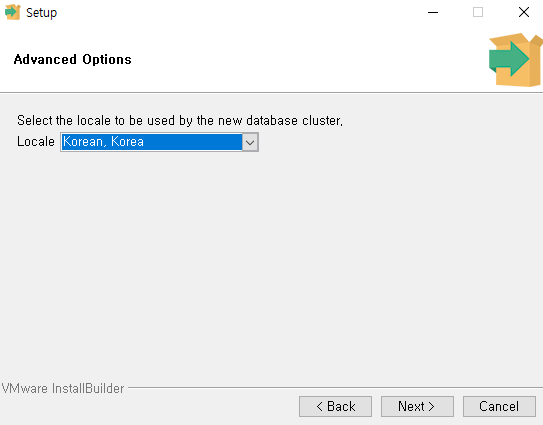 Setup
Advanced Options
Select the locale to be used by the new database cluster.
Locale Korean, Korea
VMware InstallBuilder
< Back Next > Cancel